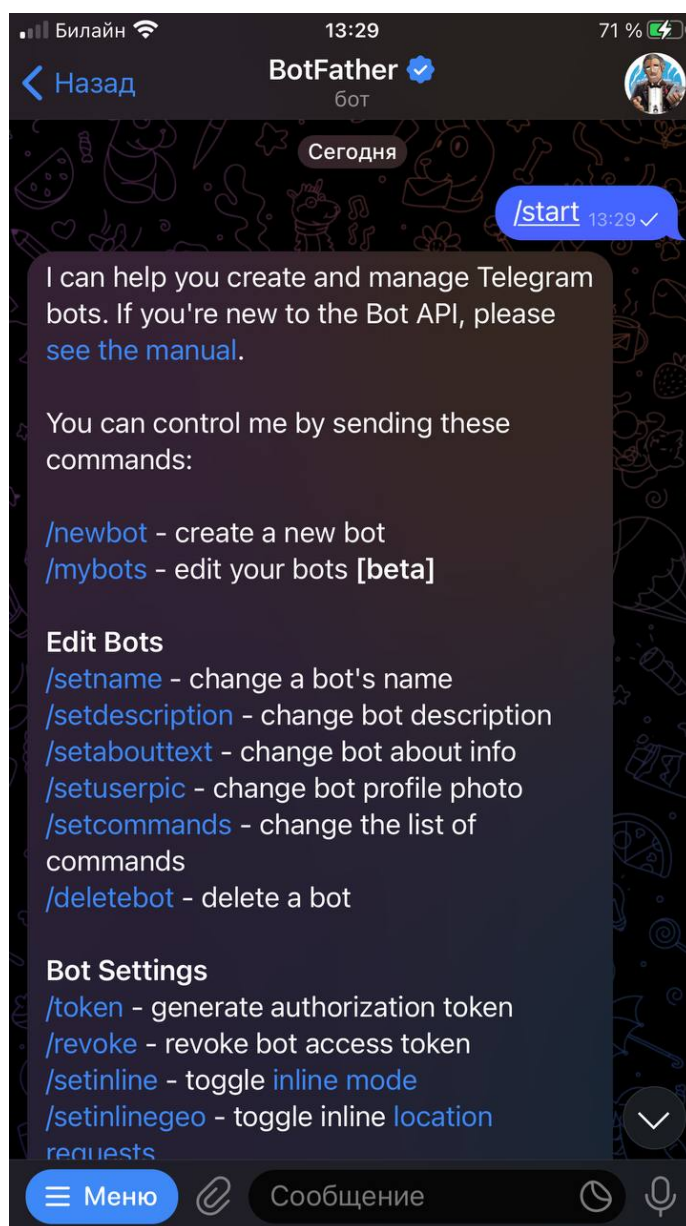 Билайн 13:29 71 %
Назад BotFather
бот
Сегодня
/start 13:29
I can help you create and manage Telegram
bots. If you're new to the Bot API, please
see the manual.
You can control me by sending these
commands:
/newbot - create a new bot
/mybots - edit your bots [beta]
Edit Bots
/setname - change a bot's name
/setdescription - change bot description
/setabouttext - change bot about info
/setuserpic - change bot profile photo
/setcommands - change the list of
commands
/deletebot - delete a bot
Bot Settings
/token - generate authorization token
/revoke - revoke bot access token
/setinline - toggle inline mode
/setinlinegeo - toggle inline location
requests
Меню Сообщение